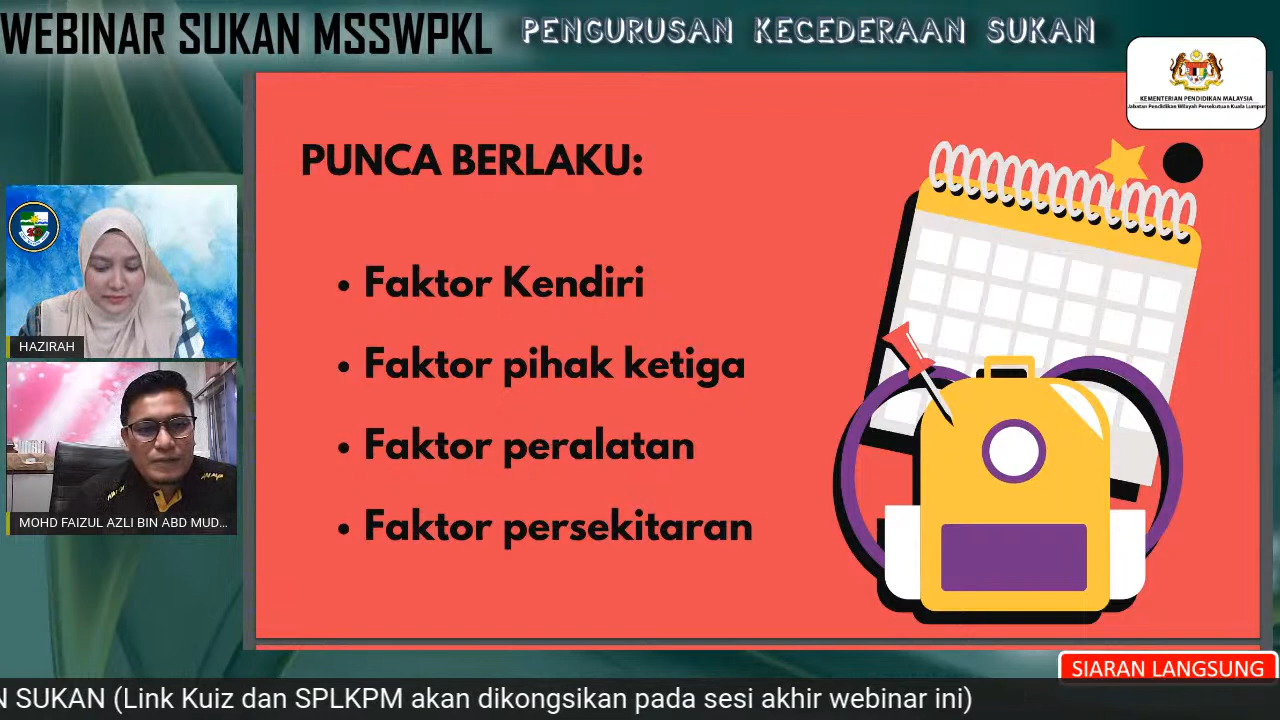 WEBINAR SUKAN MSSWPKL
PENGURUSAN KECEDERAAN SUKAN
KEMENTERIAN PENDIDIKAN MALAYSIA
Jabatan Pendidikan Wilayah Persekutuan Kuala Lumpur
PUNCA BERLAKU:
• Faktor Kendiri
• Faktor pihak ketiga
• Faktor peralatan
• Faktor persekitaran
HAZIRAH
MOHD FAIZUL AZLI BIN ABD MUD...
SIARAN LANGSUNG
N SUKAN (Link Kuiz dan SPLKPM akan dikongsikan pada sesi akhir webinar ini)